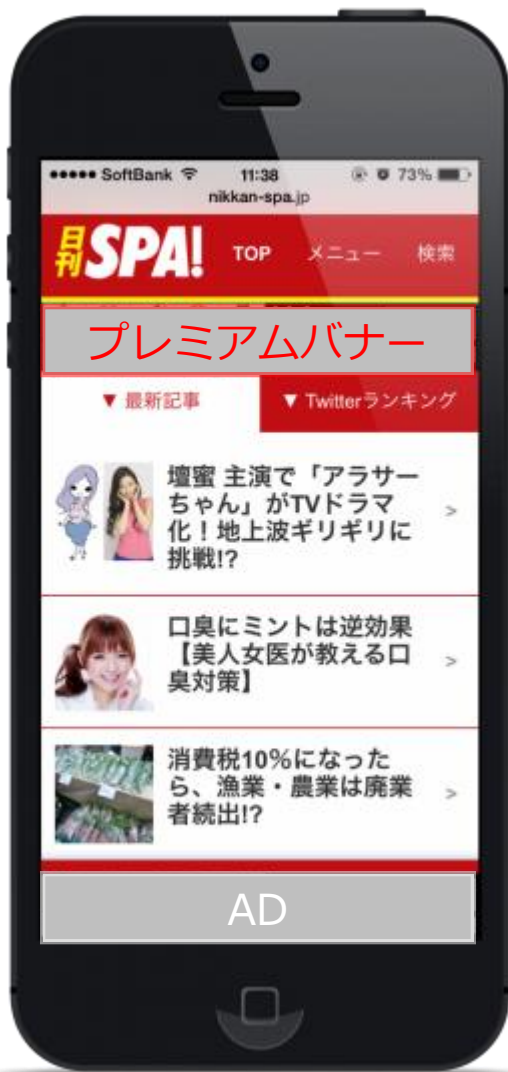 ●●●●● SoftBank 11:38 73%
nikkan-spa.jp
日刊SPA! TOP メニュー 検索
プレミアムバナー
▼ 最新記事 ▼ Twitterランキング
壇蜜 主演で「アラサー
ちゃん」がTVドラマ
化！地上波ギリギリに
挑戦!?
>
口臭にミントは逆効果
【美人女医が教える口
臭対策】
>
消費税10%になった
ら、漁業・農業は廃業
者続出!?
>
AD